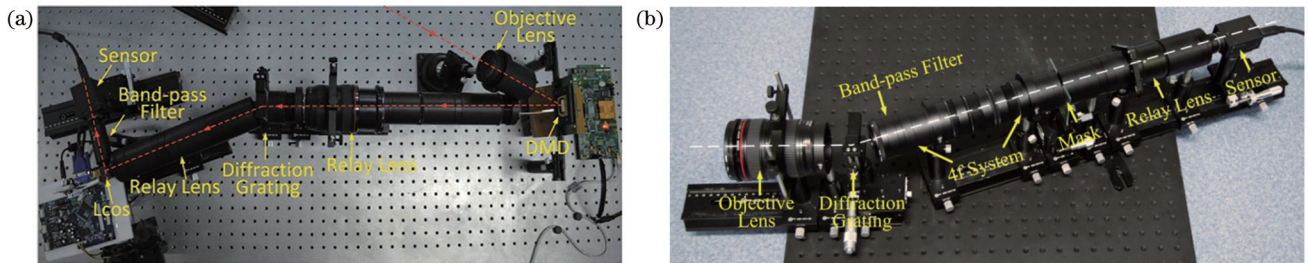 (a)
Objective
Lens
Sensor
Band-pass
Filter
DMD
Diffraction
Grating
Relay Lens
Relay Lens
Lcos
(b)
Band-pass Filter
Sensor
Relay Lens
Mask
4f System
Objective
Lens
Diffraction
Grating